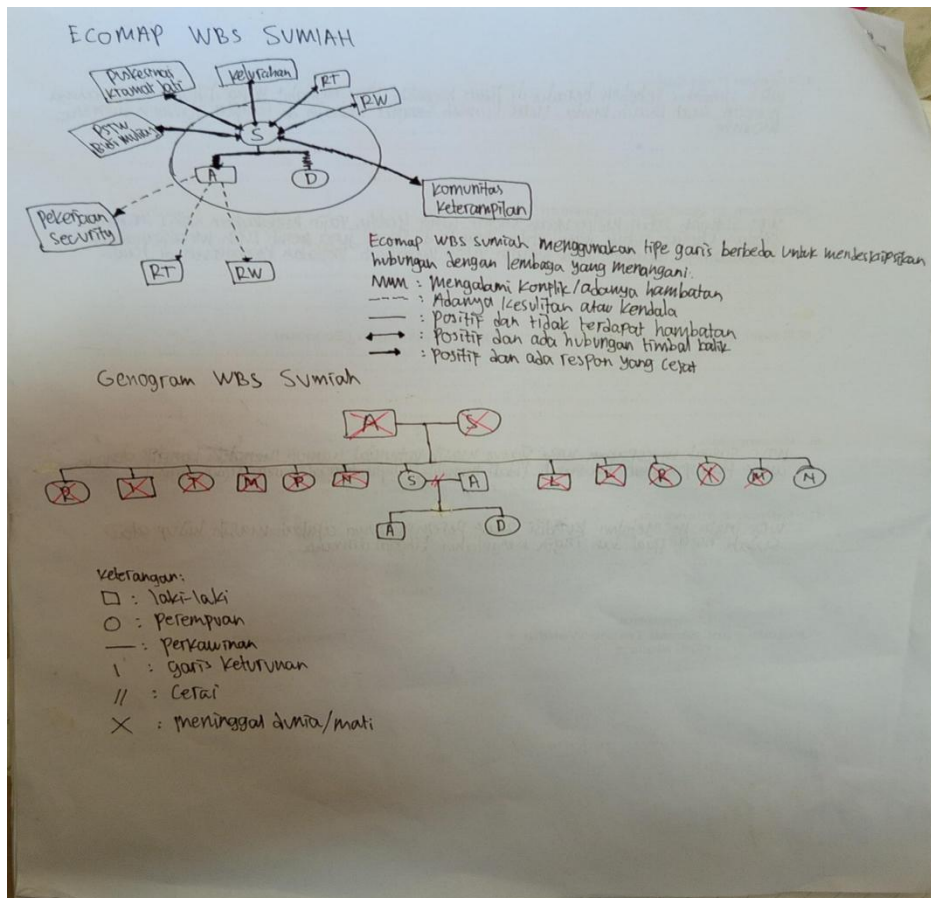 ECOMAP WBS SUMIAH
Puskesmas
Kramat Jati
Kelurahan
RT
RW
PSTW
Budi Mulia
S
A
D
Komunitas
Keterampilan
Pekerjaan
Security
RT
RW
Ecomap WBS Sumiah menggunakan tipe garis berbeda untuk mendeskripsikan
hubungan dengan lembaga yang menangani.
: Mengalami Konplik/adanya hambatan
: Adanya kesulitan atau kendala
: Positif dan tidak terdapat hambatan
: Positif dan ada hubungan timbal balik
: Positif dan ada respon yang cepat
Genogram WBS Sumiah
A
S
R
T
M
R
N
S
A
L
R
Y
M
N
A
D
Keterangan:
: laki-laki
: perempuan
: perkawinan
: garis keturunan
// : Cerai
X : meninggal dunia/mati